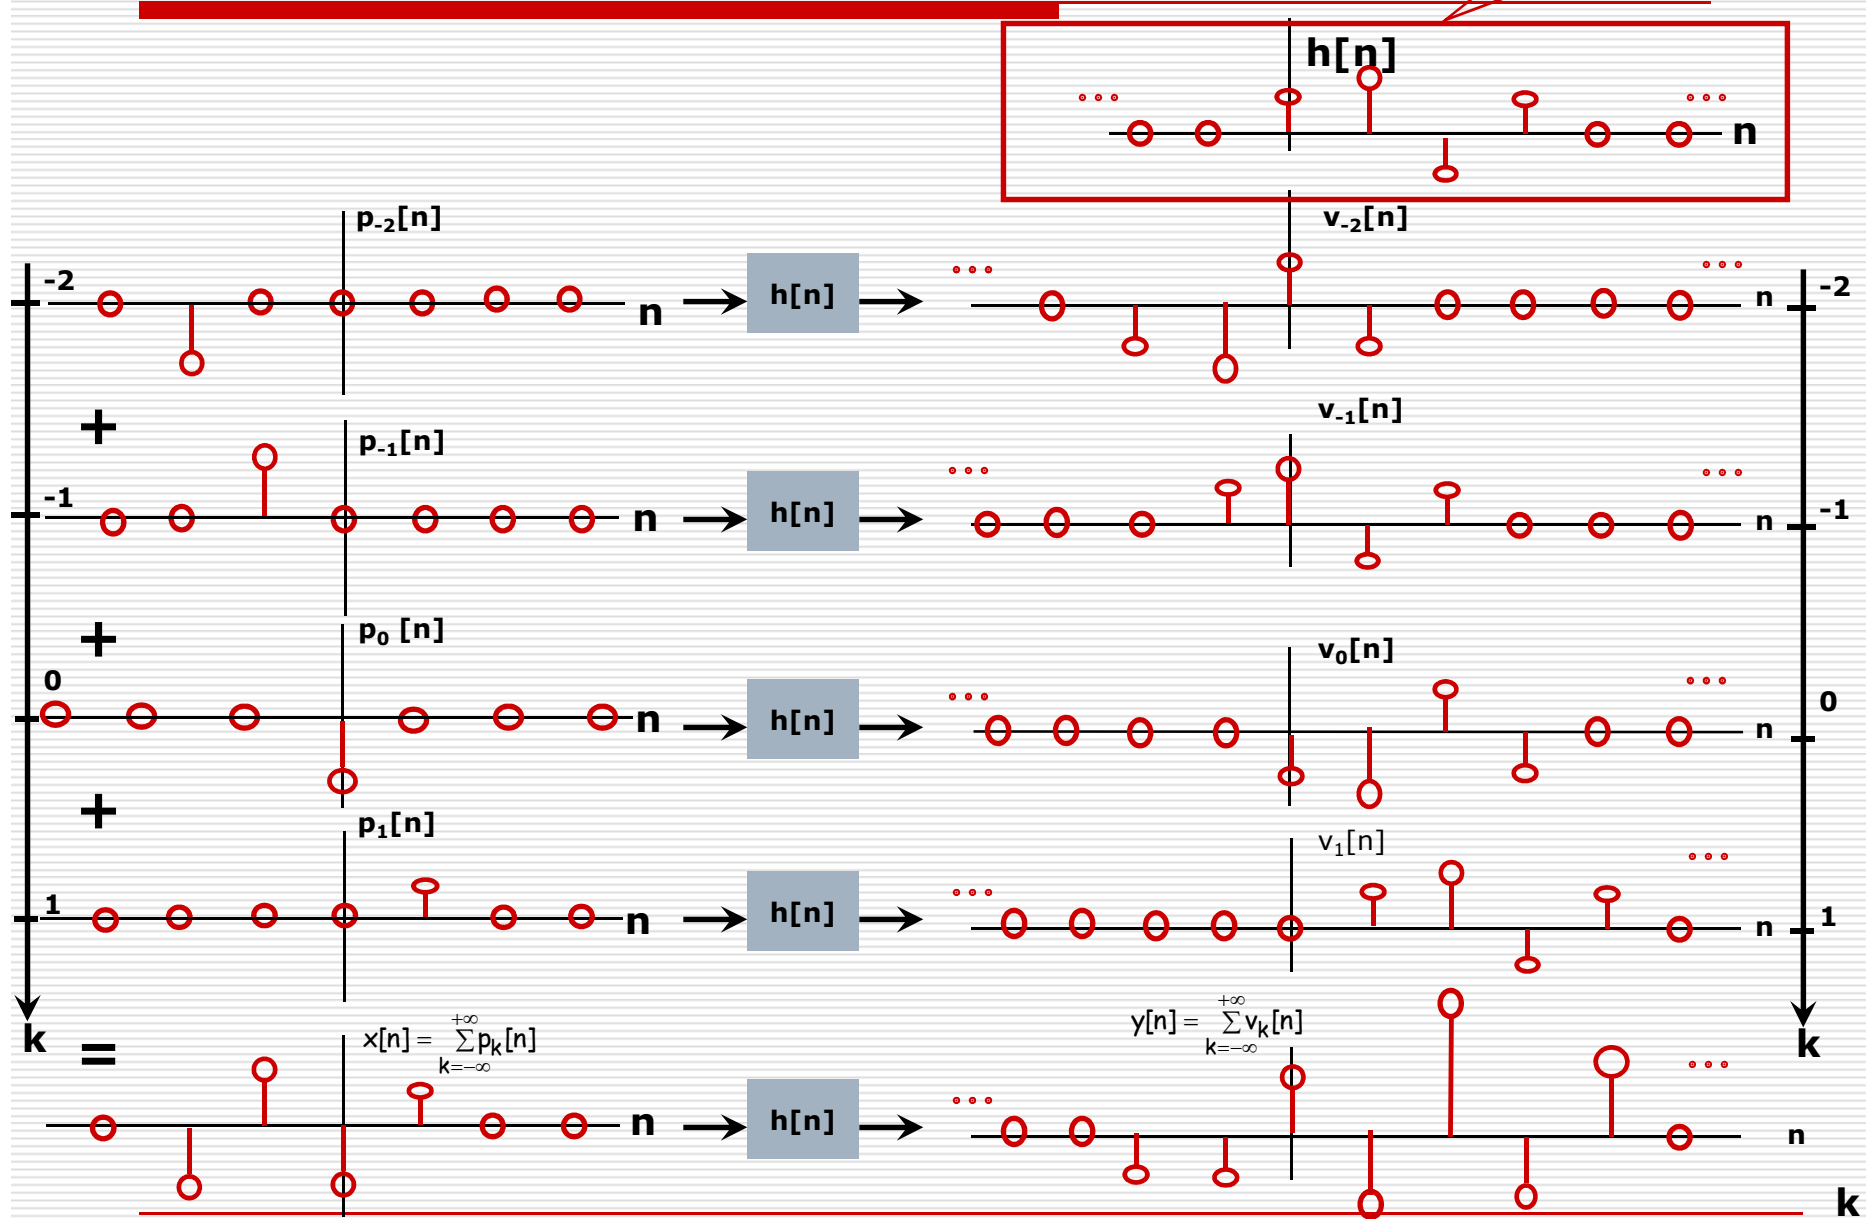 h[n]
n
p-2[n]
v-2[n]
-2
n
h[n]
n
-2
+
p-1[n]
v-1[n]
-1
n
h[n]
n
-1
+
p0 [n]
v0[n]
0
n
h[n]
n
0
+
p1[n]
v1[n]
1
n
h[n]
n
1
k
=
x[n] = +∞ ∑ k=−∞ pk[n]
y[n] = +∞ ∑ k=−∞ vk[n]
k
n
h[n]
n
k